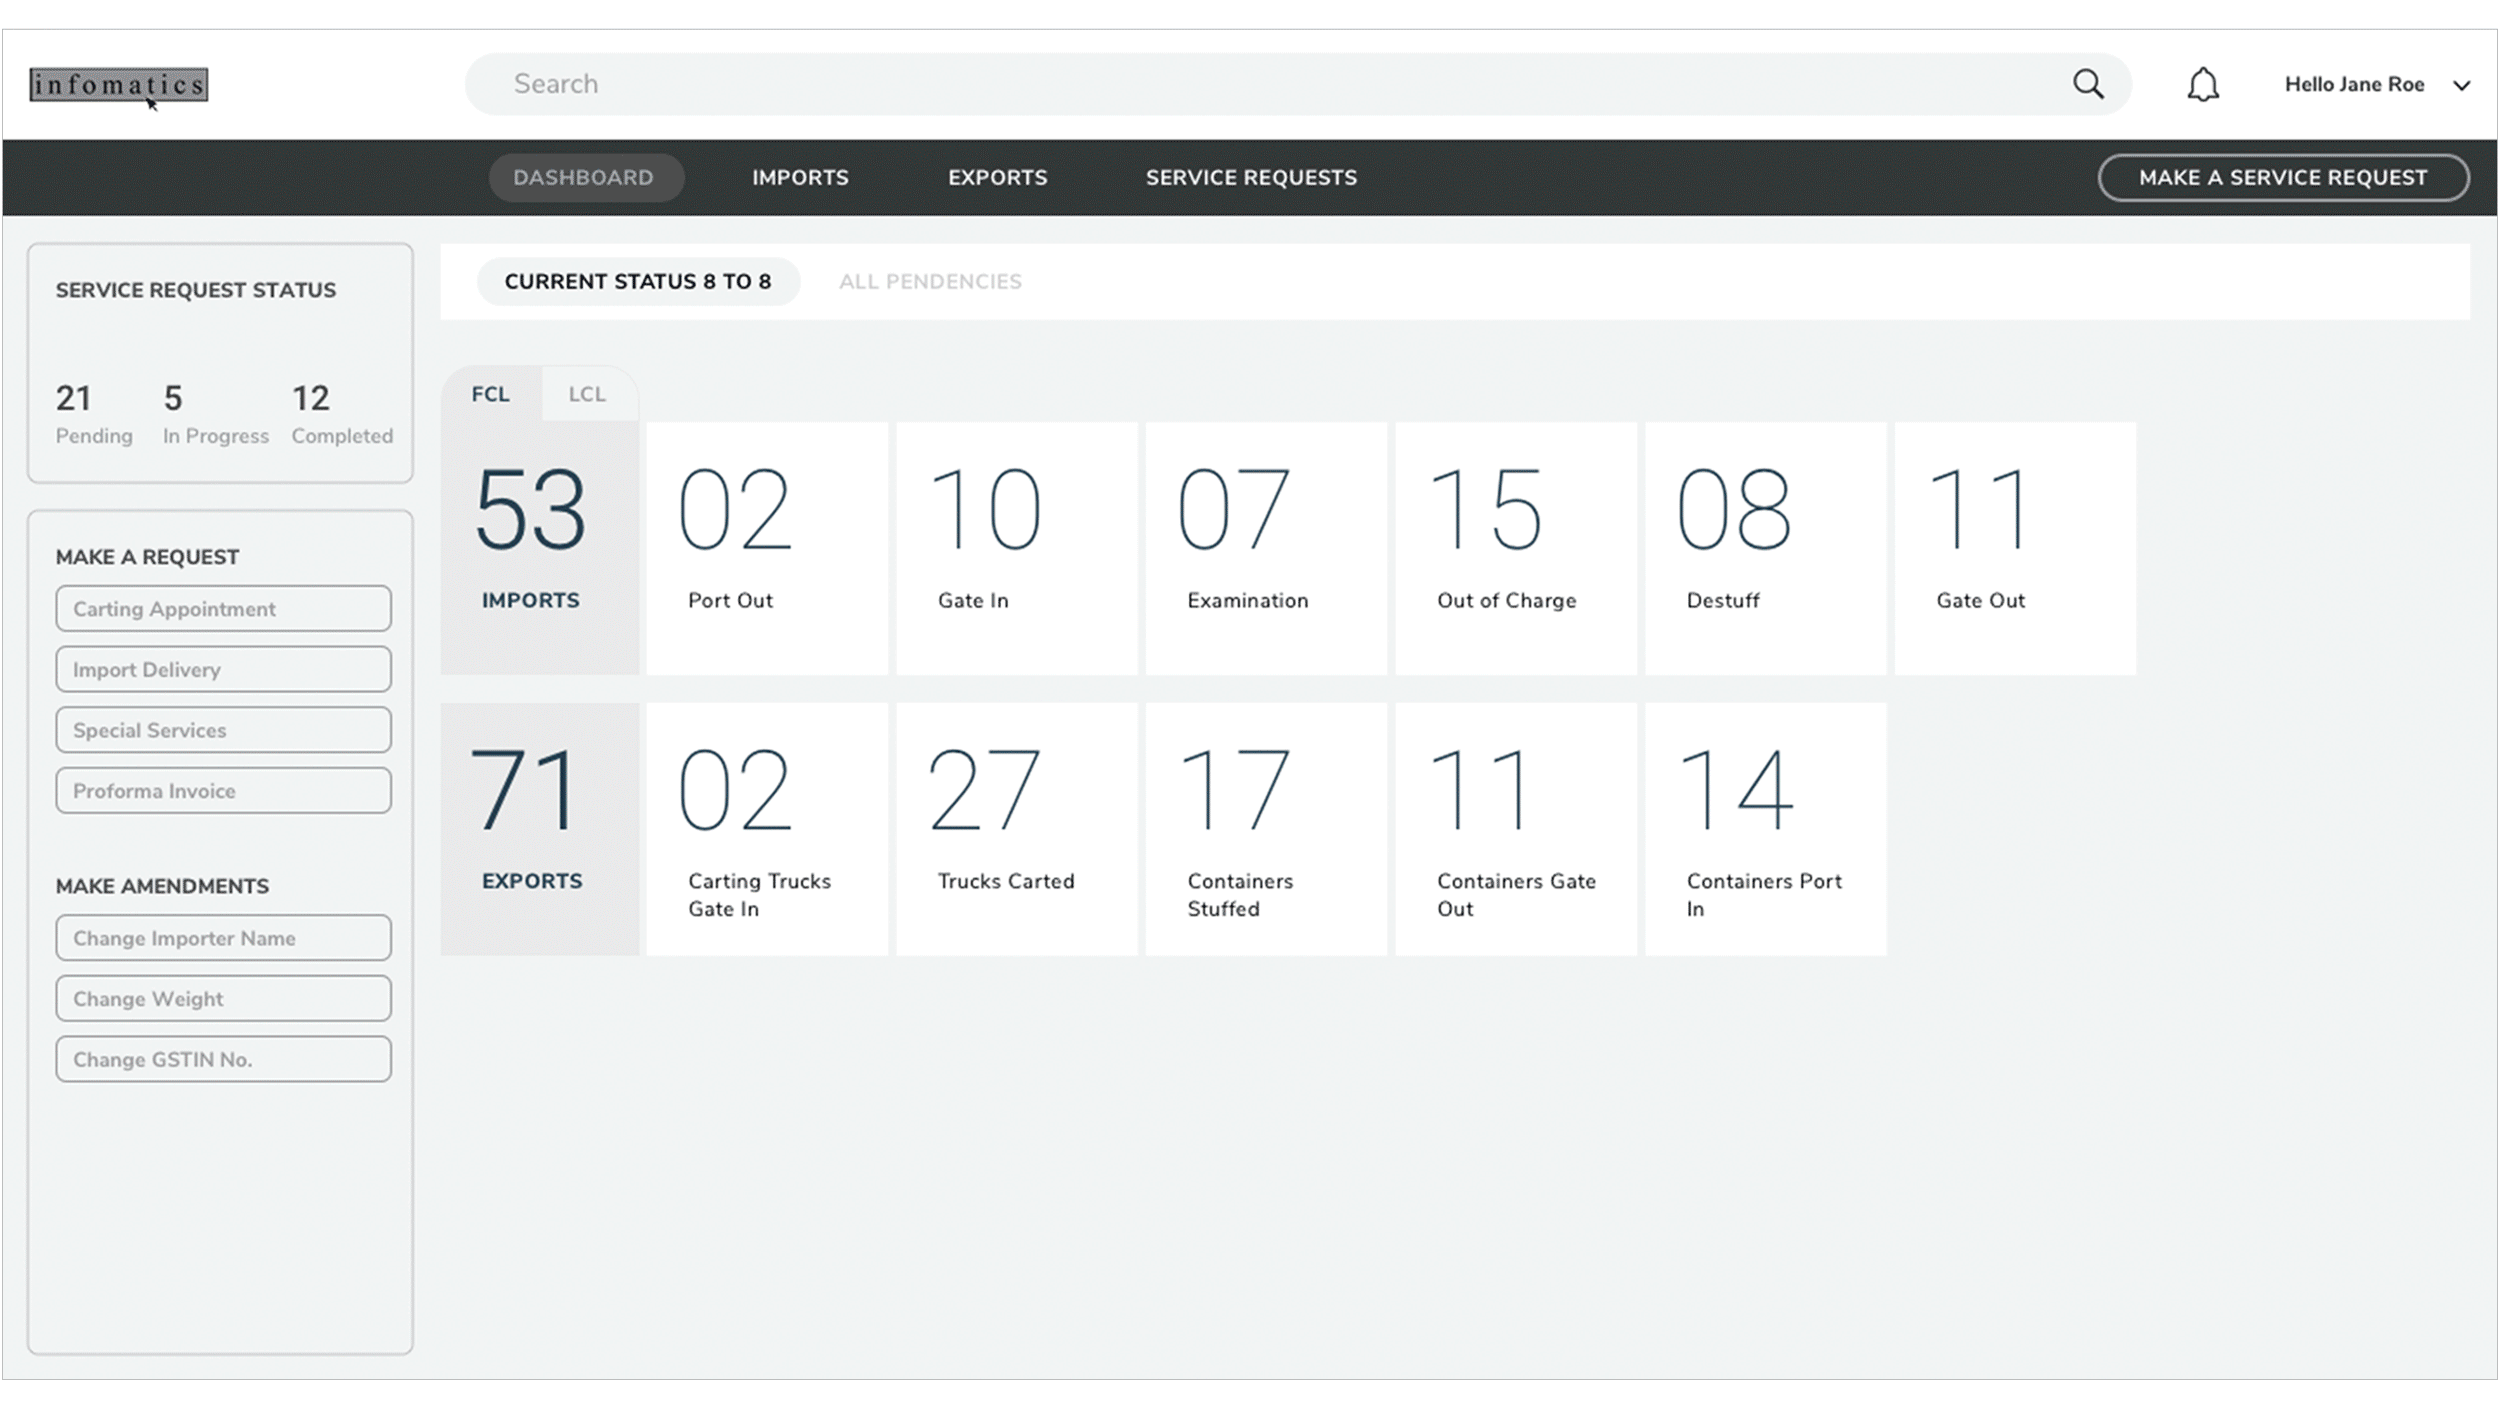 infomatics
Search
Hello Jane Roe
DASHBOARD
IMPORTS
EXPORTS
SERVICE REQUESTS
MAKE A SERVICE REQUEST
SERVICE REQUEST STATUS
21
5
12
Pending
In Progress
Completed
MAKE A REQUEST
Carting Appointment
Import Delivery
Special Services
Proforma Invoice
MAKE AMENDMENTS
Change Importer Name
Change Weight
Change GSTIN No.
CURRENT STATUS 8 TO 8
ALL PENDENCIES
FCL
LCL
53
IMPORTS
02
Port Out
10
Gate In
07
Examination
15
Out of Charge
08
Destuff
11
Gate Out
71
EXPORTS
02
Carting Trucks
Gate In
27
Trucks Carted
17
Containers
Stuffed
11
Containers Gate
Out
14
Containers Port
In